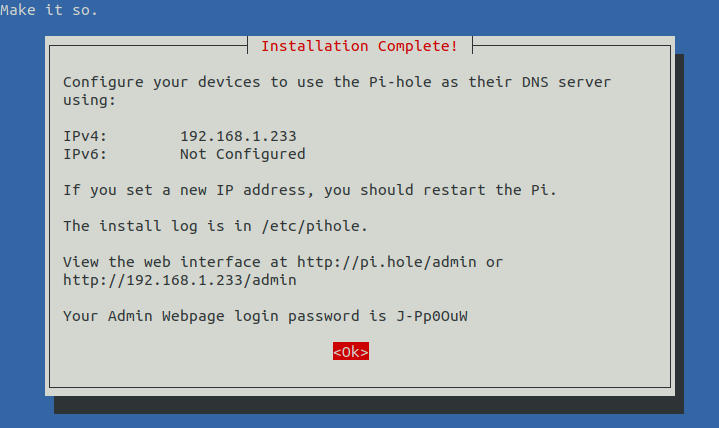 Make it so.
Installation Complete!
Configure your devices to use the Pi-hole as their DNS server
using:
IPv4: 192.168.1.233
IPv6: Not Configured
If you set a new IP address, you should restart the Pi.
The install log is in /etc/pihole.
View the web interface at http://pi.hole/admin or
http://192.168.1.233/admin
Your Admin Webpage login password is J-Pp0OuW
<Ok>